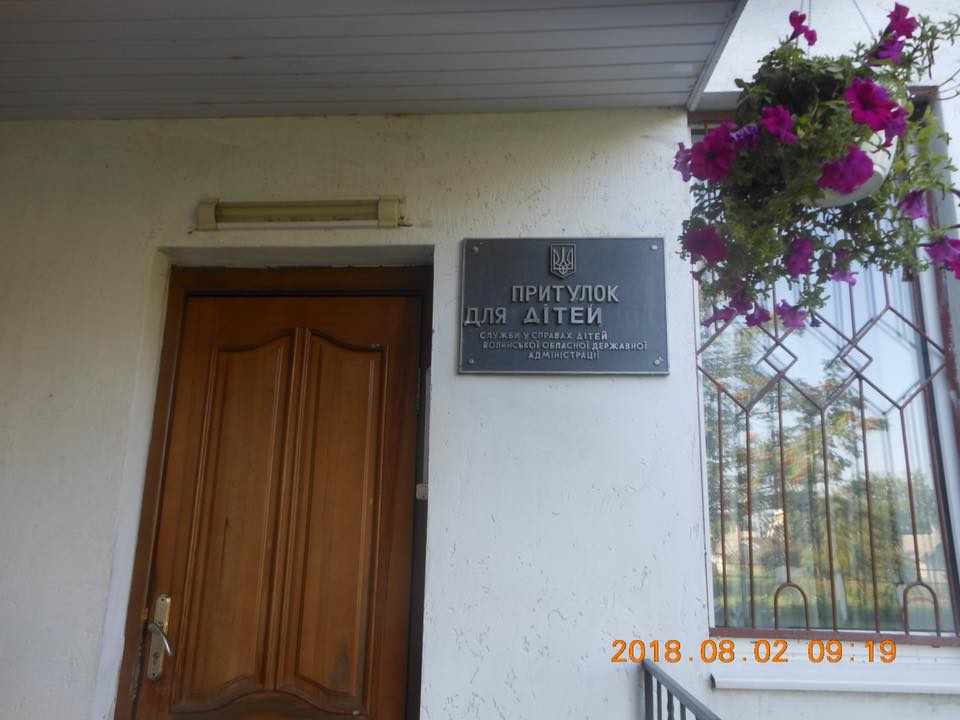 ПРИТУЛОК
ДЛЯ ДІТЕЙ
СЛУЖБИ У СПРАВАХ ДІТЕЙ
ВОЛИНСЬКОЇ ОБЛАСНОЇ ДЕРЖАВНОЇ
АДМІНІСТРАЦІЇ
2018.08.02 09:19